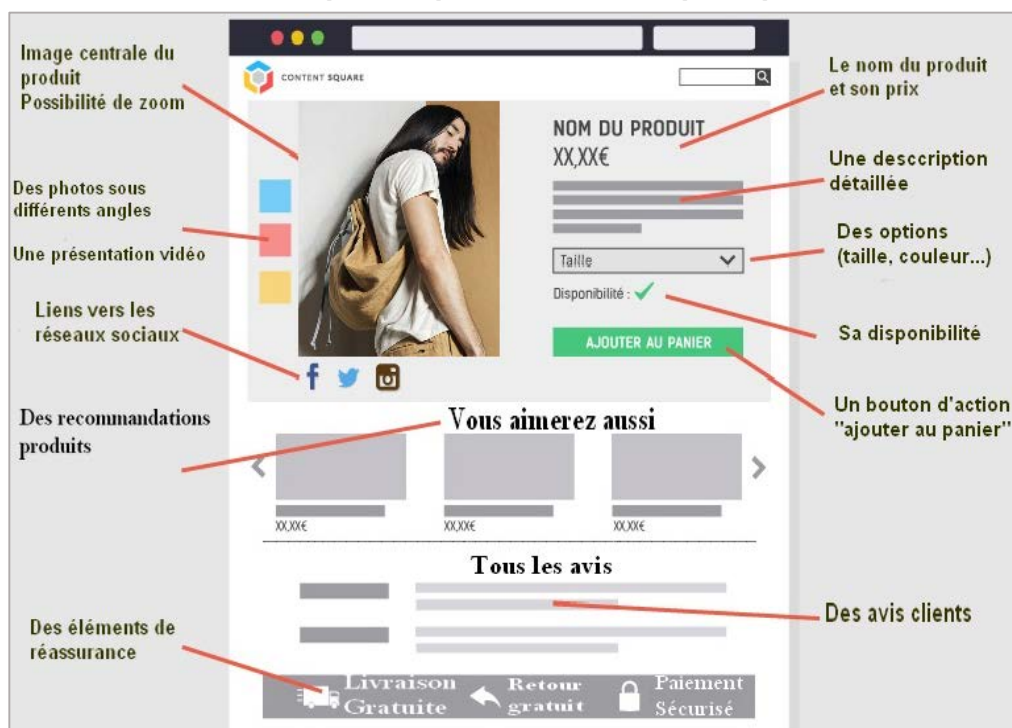 Image centrale du
produit
Possibilité de zoom
Des photos sous
différents angles
Une présentation vidéo
Liens vers les
réseaux sociaux
Des recommandations
produits
Des éléments de
réassurance
CONTENT SQUARE
NOM DU PRODUIT
XX,XX€
Taille
Disponibilité :
AJOUTER AU PANIER
Vous aimerez aussi
XX,XX€
XX,XX€
XX,XX€
Tous les avis
Livraison
Gratuite
Retour
gratuit
Paiement
Sécurisé
Le nom du produit
et son prix
Une desccription
détaillée
Des options
(taille, couleur...)
Sa disponibilité
Un bouton d'action
"ajouter au panier"
Des avis clients